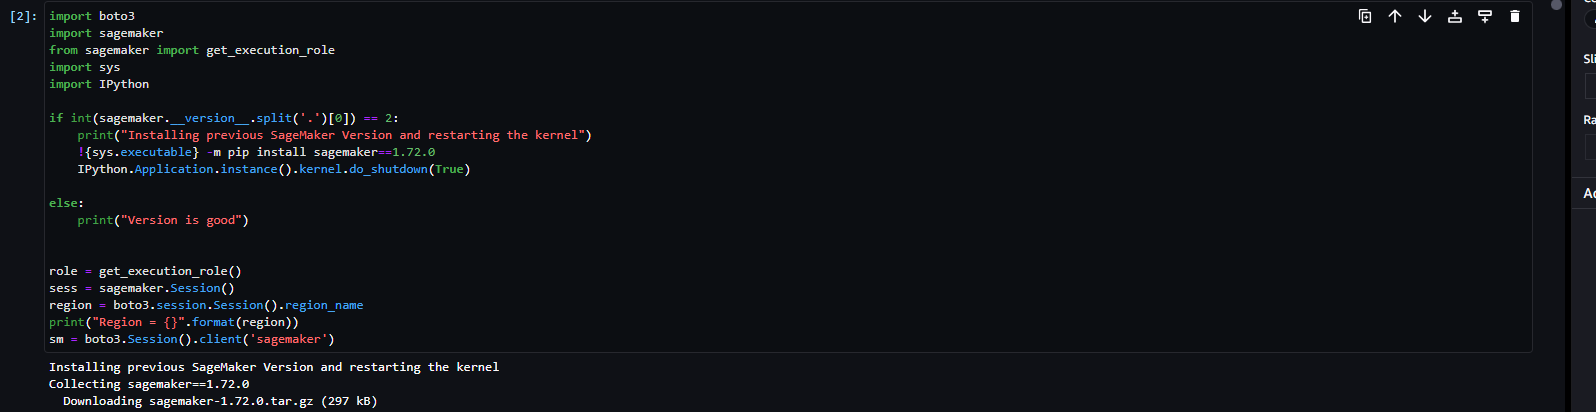 [2]:
import boto3
import sagemaker
from sagemaker import get_execution_role
import sys
import IPython

if int(sagemaker.__version__.split('.')[0]) == 2:
    print("Installing previous SageMaker Version and restarting the kernel")
    !{sys.executable} -m pip install sagemaker==1.72.0
    IPython.Application.instance().kernel.do_shutdown(True)

else:
    print("Version is good")


role = get_execution_role()
sess = sagemaker.Session()
region = boto3.session.Session().region_name
print("Region = {}".format(region))
sm = boto3.Session().client('sagemaker')
Installing previous SageMaker Version and restarting the kernel
Collecting sagemaker==1.72.0
  Downloading sagemaker-1.72.0.tar.gz (297 kB)
Sli
Ra